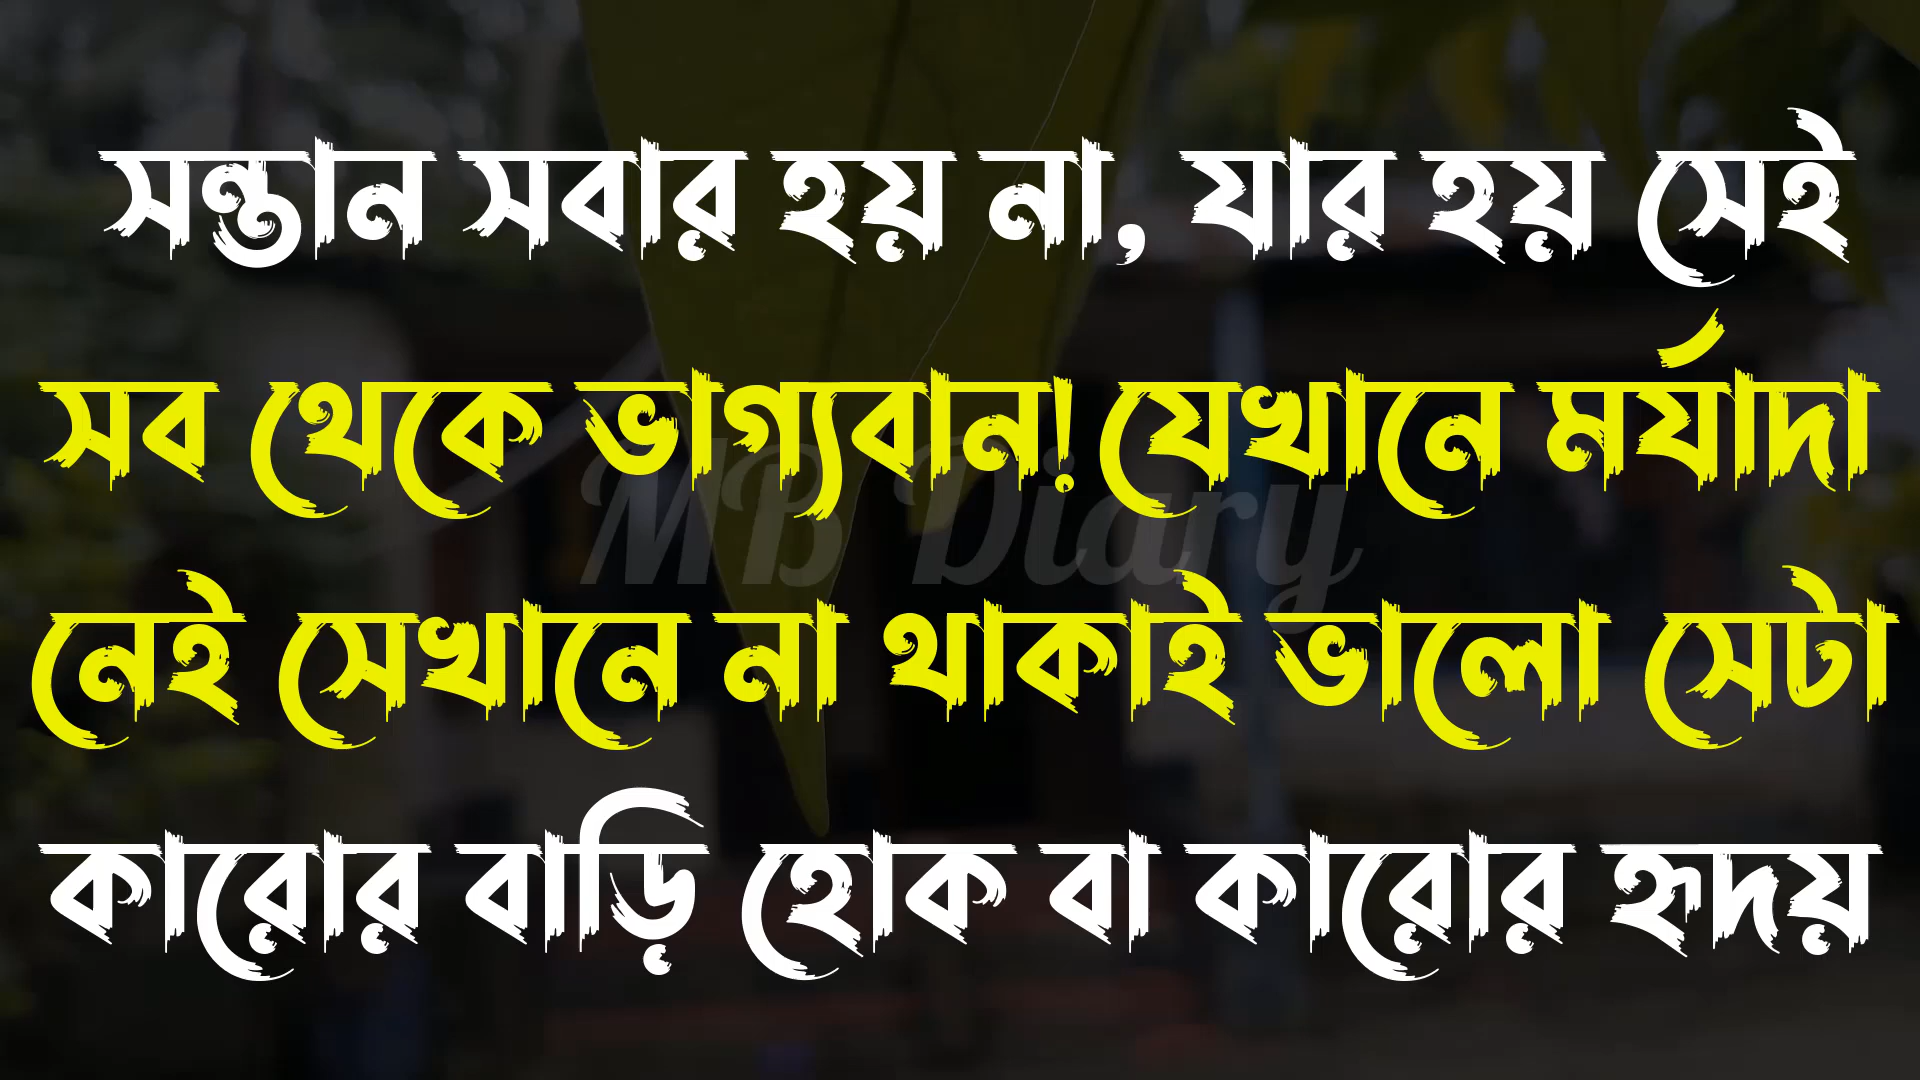 সন্তান সবার হয় না, যার হয় সেই
সব থেকে ভাগ্যবান! যেখানে মর্যাদা
MB Diary
নেই সেখানে না থাকাই ভালো সেটা
কারোর বাড়ি হোক বা কারোর হৃদয়